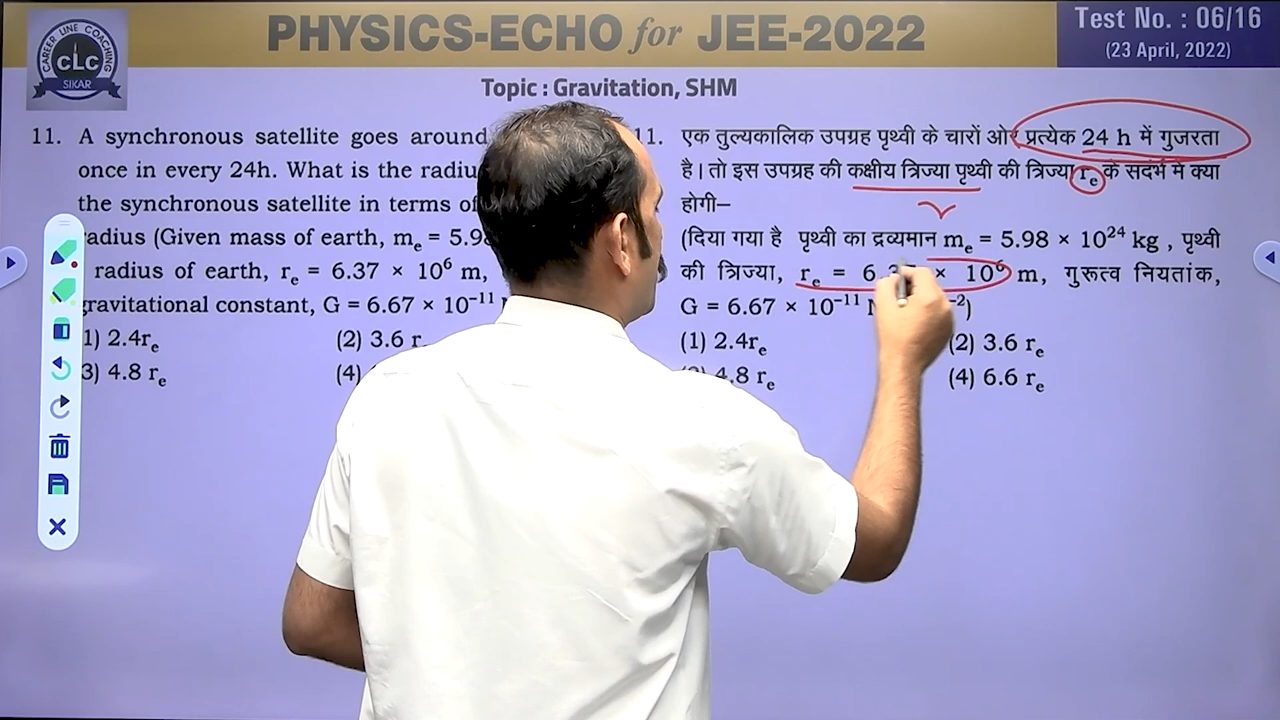 CAREER LINE COACHING
CLC
SIKAR
PHYSICS-ECHO for JEE-2022
Test No. : 06/16
(23 April, 2022)
Topic : Gravitation, SHM
11. A synchronous satellite goes around
once in every 24h. What is the
the synchronous satellite in terms of
radius (Given mass of earth, mₑ =
radius of earth, rₑ = 6.37 × 10⁶ m,
gravitational constant, G = 6.67 × 10⁻¹¹
1) 2.4rₑ (2) 3.6 r
3) 4.8 rₑ (4)
11. एक तुल्यकालिक उपग्रह पृथ्वी के चारों ओर प्रत्येक 24 h में गुजरता
है। तो इस उपग्रह की कक्षीय त्रिज्या पृथ्वी की त्रिज्या rₑ के संदर्भ में क्या
होगी–
(दिया गया है पृथ्वी का द्रव्यमान mₑ = 5.98 × 10²⁴ kg , पृथ्वी
की त्रिज्या, rₑ = × 10⁶ m, गुरूत्व नियतांक,
G = 6.67 × 10⁻¹¹ ⁻²)
(1) 2.4rₑ (2) 3.6 rₑ
4.8 rₑ (4) 6.6 rₑ